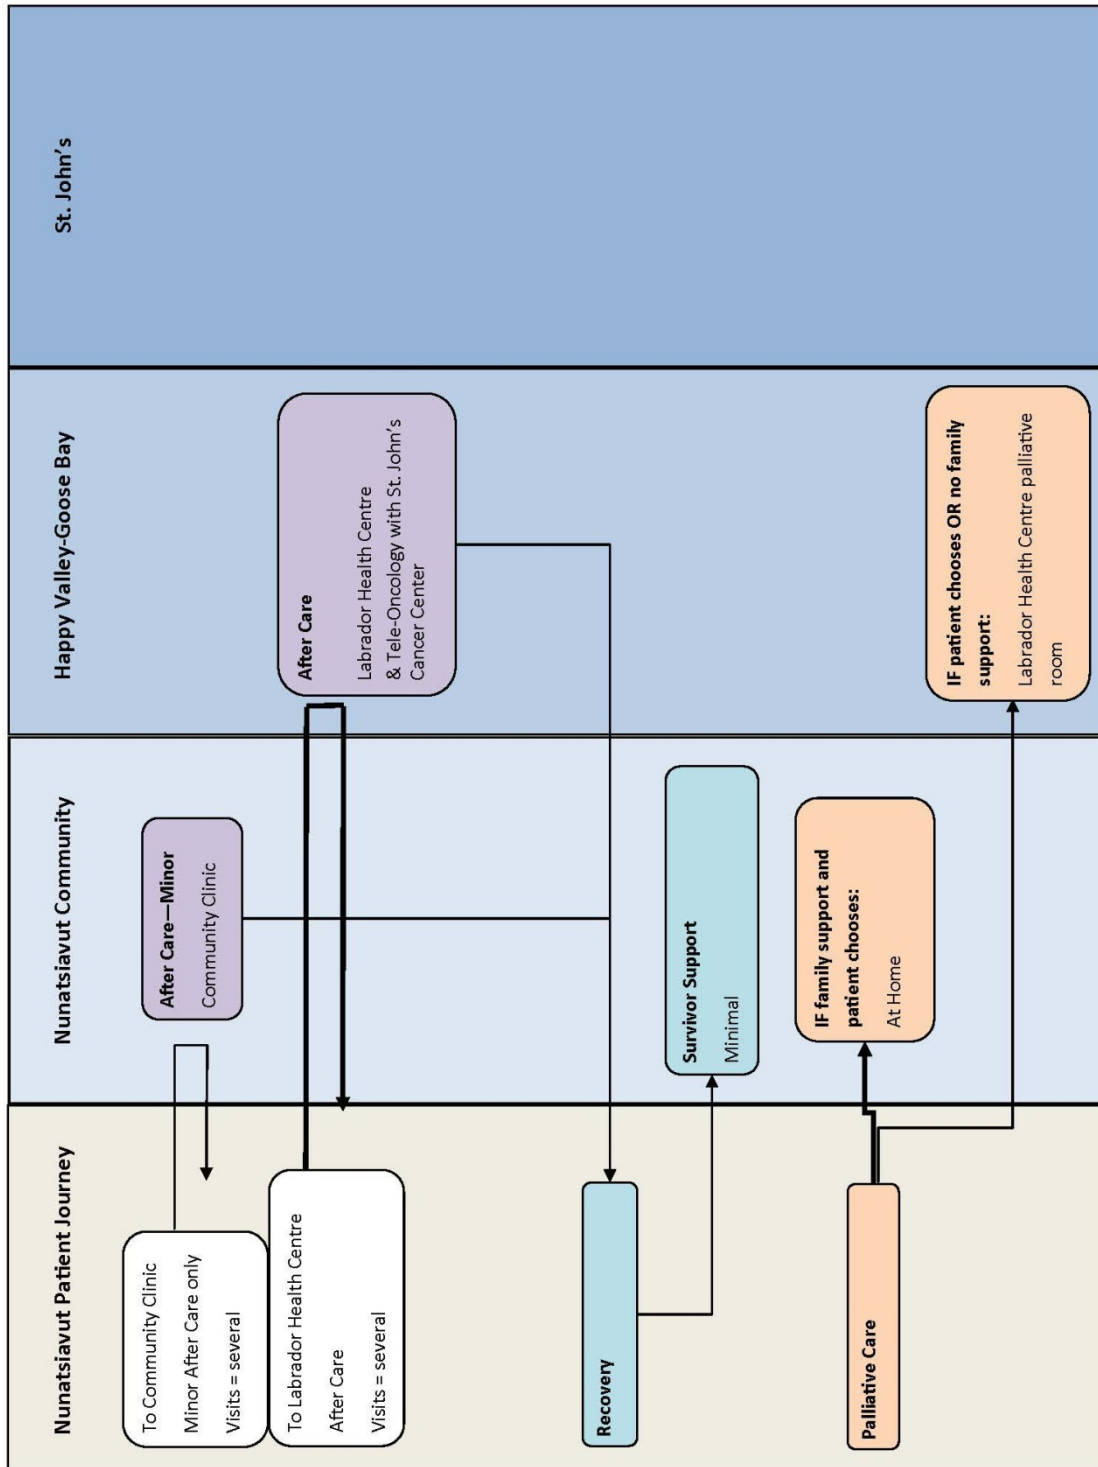 Nunatsiavut Patient Journey
Nunatsiavut Community
Happy Valley-Goose Bay
St. John's
To Community Clinic
Minor After Care only
Visits = several
After Care—Minor
Community Clinic
To Labrador Health Centre
After Care
Visits = several
After Care
Labrador Health Centre
& Tele-Oncology with St. John's
Cancer Center
Recovery
Survivor Support
Minimal
Palliative Care
IF family support and
patient chooses:
At Home
IF patient chooses OR no family
support:
Labrador Health Centre palliative
room